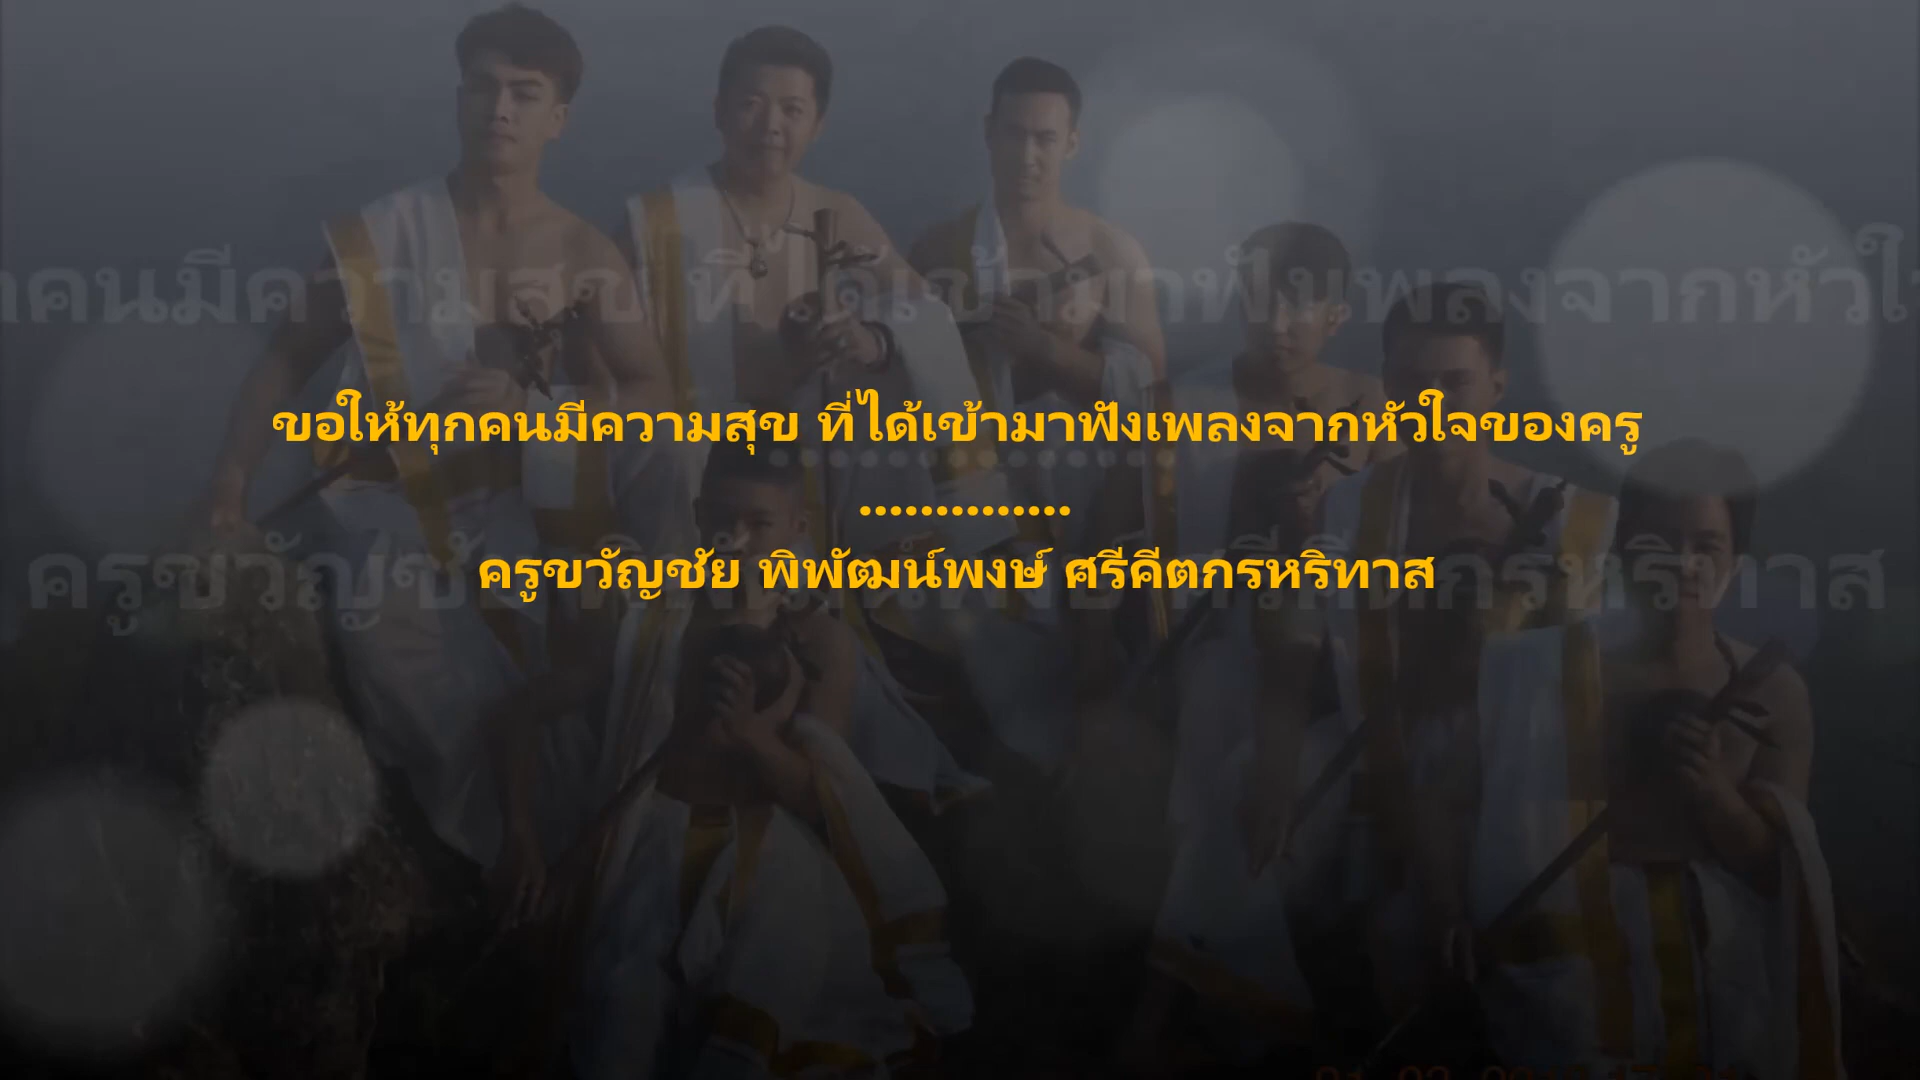 ขอให้ทุกคนมีความสุข ที่ได้เข้ามาฟังเพลงจากหัวใจของครู
..............
ครูขวัญชัย พิพัฒน์พงษ์ ศรีคีตกรหริทาส